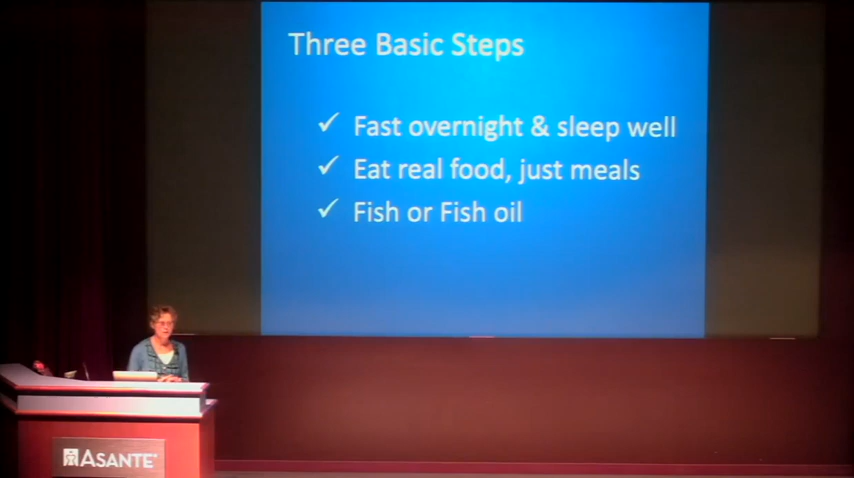 Three Basic Steps
✓ Fast overnight & sleep well
✓ Eat real food, just meals
✓ Fish or Fish oil
ASANTE